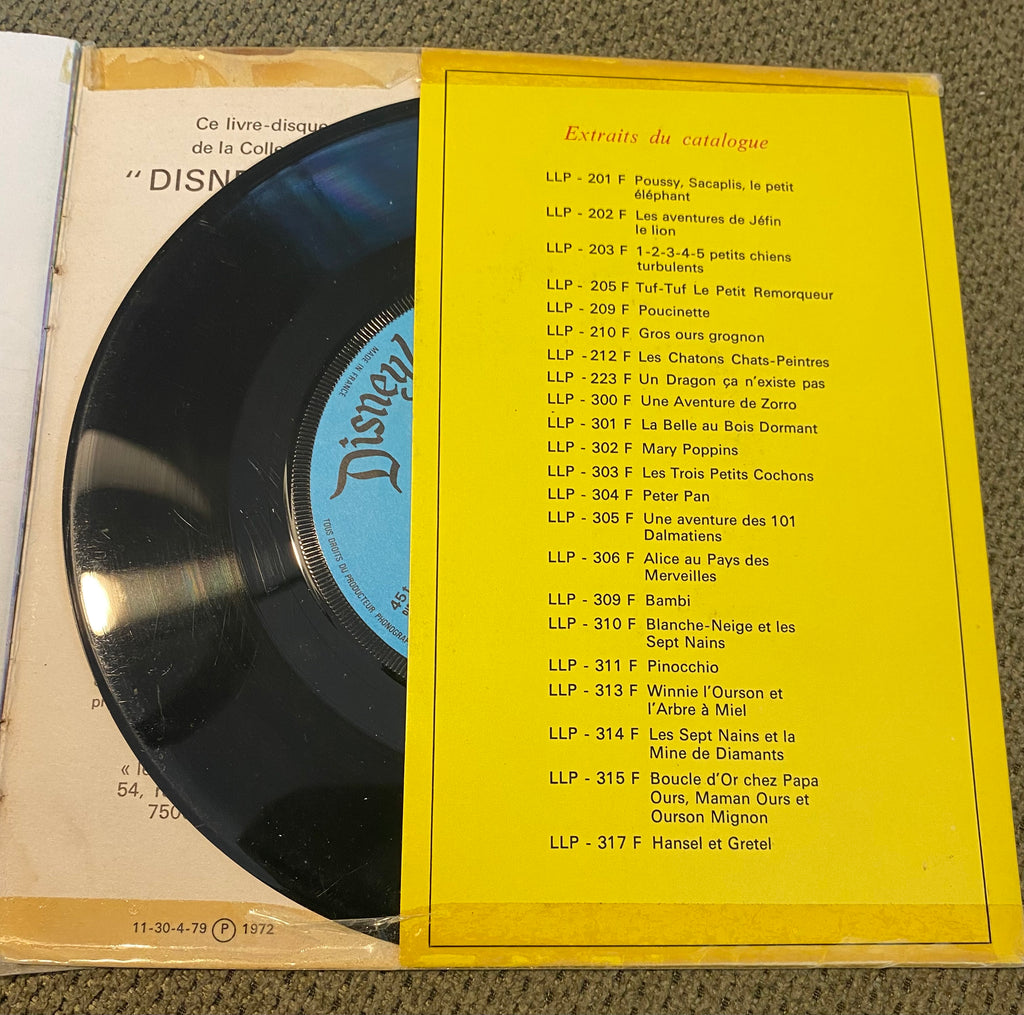 Ce livre-disque
de la
"DISN
11-30-4-79 Ⓟ 1972
Disney
MADE IN FRANCE
TOUS DROITS DU PRODUCTEUR
45 t
Extraits du catalogue
LLP - 201 F Poussy, Sacaplis, le petit
éléphant
LLP - 202 F Les aventures de Jéfin
le lion
LLP - 203 F 1-2-3-4-5 petits chiens
turbulents
LLP - 205 F Tuf-Tuf Le Petit Remorqueur
LLP - 209 F Poucinette
LLP - 210 F Gros ours grognon
LLP - 212 F Les Chatons Chats-Peintres
LLP - 223 F Un Dragon ça n'existe pas
LLP - 300 F Une Aventure de Zorro
LLP - 301 F La Belle au Bois Dormant
LLP - 302 F Mary Poppins
LLP - 303 F Les Trois Petits Cochons
LLP - 304 F Peter Pan
LLP - 305 F Une aventure des 101
Dalmatiens
LLP - 306 F Alice au Pays des
Merveilles
LLP - 309 F Bambi
LLP - 310 F Blanche-Neige et les
Sept Nains
LLP - 311 F Pinocchio
LLP - 313 F Winnie l'Ourson et
l'Arbre à Miel
LLP - 314 F Les Sept Nains et la
Mine de Diamants
LLP - 315 F Boucle d'Or chez Papa
Ours, Maman Ours et
Ourson Mignon
LLP - 317 F Hansel et Gretel